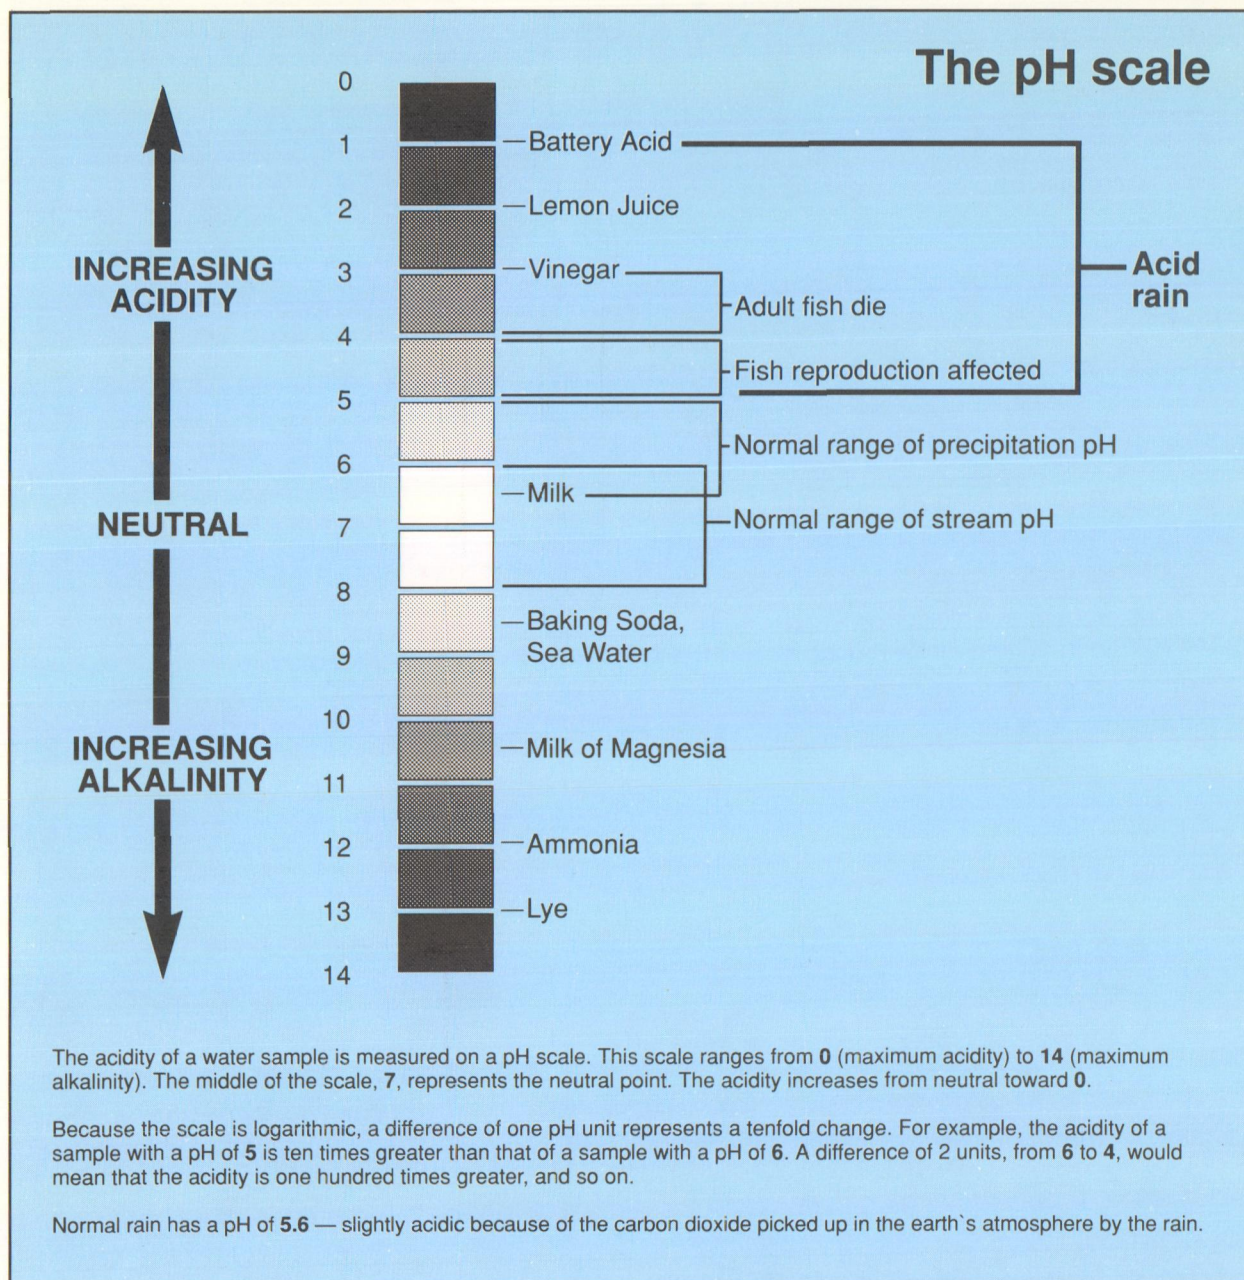 The pH scale
0
1
2
3
4
5
6
7
8
9
10
11
12
13
14
INCREASING
ACIDITY
NEUTRAL
INCREASING
ALKALINITY
Battery Acid
Lemon Juice
Vinegar
Adult fish die
Fish reproduction affected
Acid
rain
Normal range of precipitation pH
Milk
Normal range of stream pH
Baking Soda,
Sea Water
Milk of Magnesia
Ammonia
Lye
The acidity of a water sample is measured on a pH scale. This scale ranges from 0 (maximum acidity) to 14 (maximum
alkalinity). The middle of the scale, 7, represents the neutral point. The acidity increases from neutral toward 0.
Because the scale is logarithmic, a difference of one pH unit represents a tenfold change. For example, the acidity of a
sample with a pH of 5 is ten times greater than that of a sample with a pH of 6. A difference of 2 units, from 6 to 4, would
mean that the acidity is one hundred times greater, and so on.
Normal rain has a pH of 5.6 — slightly acidic because of the carbon dioxide picked up in the earth`s atmosphere by the rain.